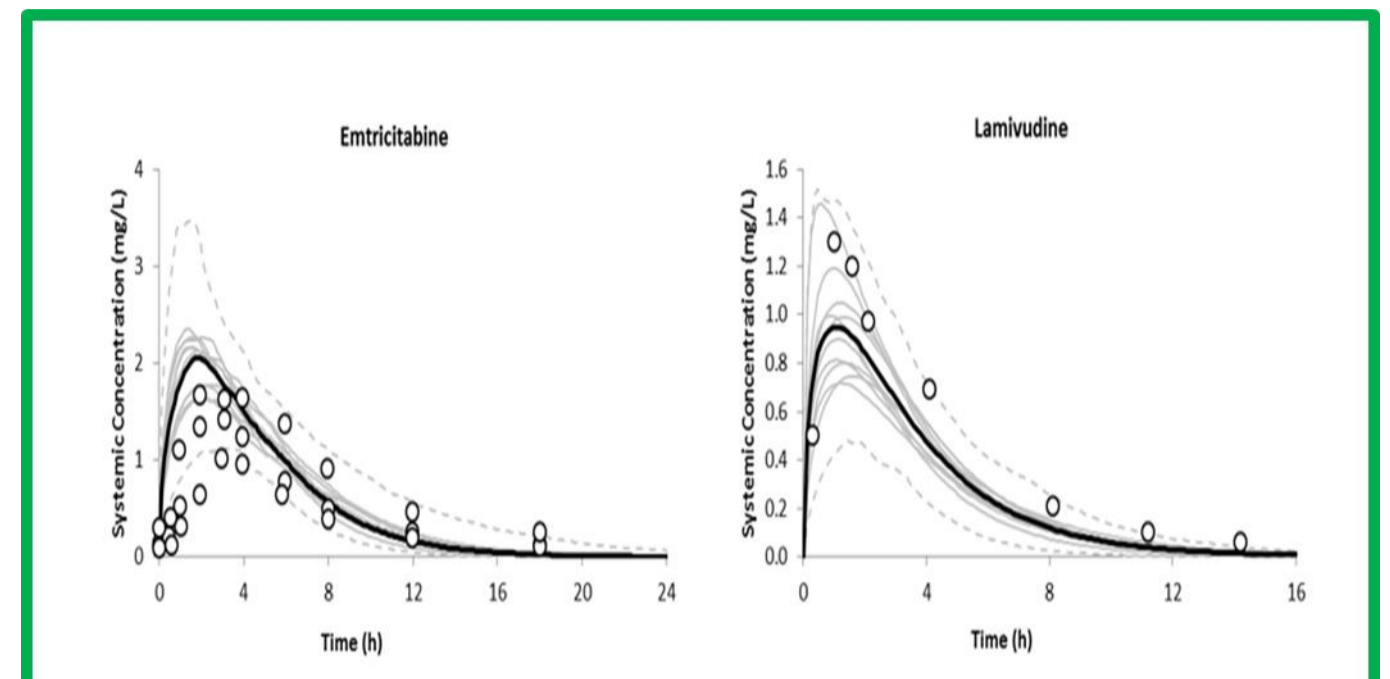 Emtricitabine
Systemic Concentration (mg/L)
4
3
2
1
0
0 4 8 12 16 20 24
Time (h)
Lamivudine
Systemic Concentration (mg/L)
1.6
1.4
1.2
1.0
0.8
0.6
0.4
0.2
0.0
0 4 8 12 16
Time (h)